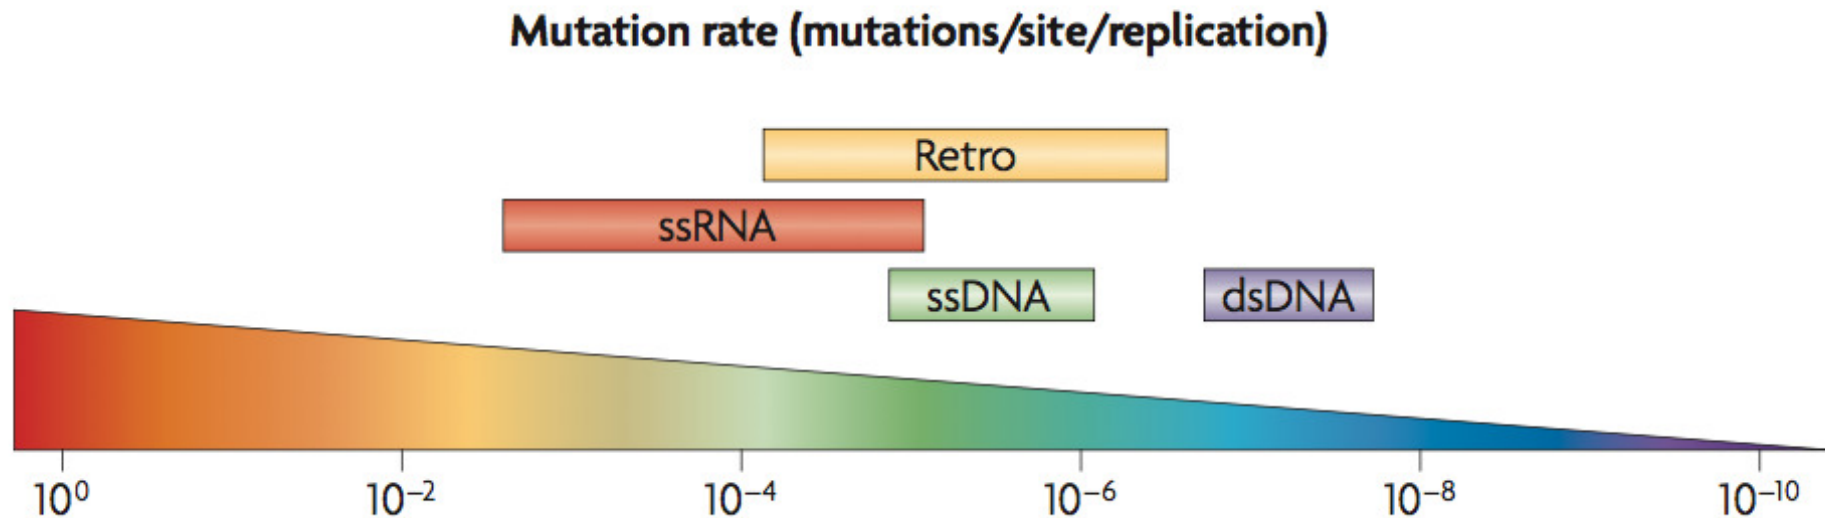 Mutation rate (mutations/site/replication)
Retro
ssRNA
ssDNA dsDNA
10⁰ 10⁻² 10⁻⁴ 10⁻⁶ 10⁻⁸ 10⁻¹⁰